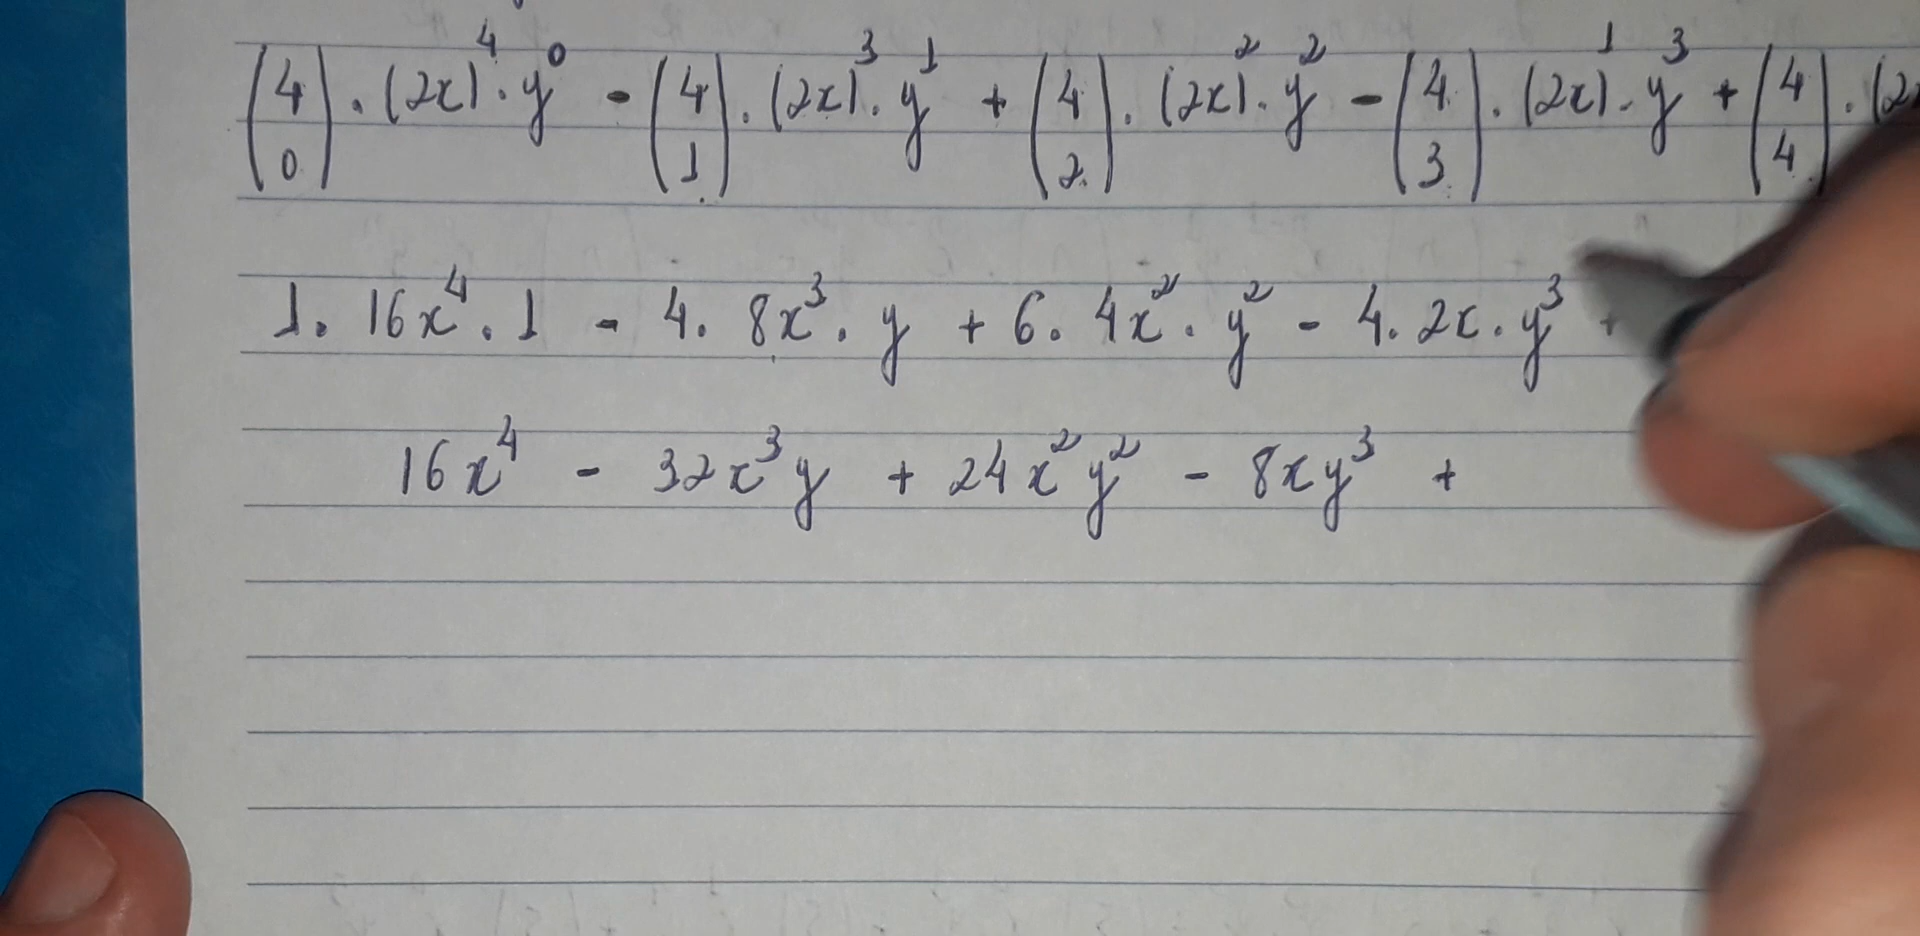 (4 0) · (2x)⁴ · y⁰ - (4 1) · (2x)³ · y¹ + (4 2) · (2x)² · y² - (4 3) · (2x)¹ · y³ + (4 4) · (2x
1 · 16x⁴ · 1 - 4 · 8x³ · y + 6 · 4x² · y² - 4 · 2x · y³ +
16x⁴ - 32x³y + 24x²y² - 8xy³ +